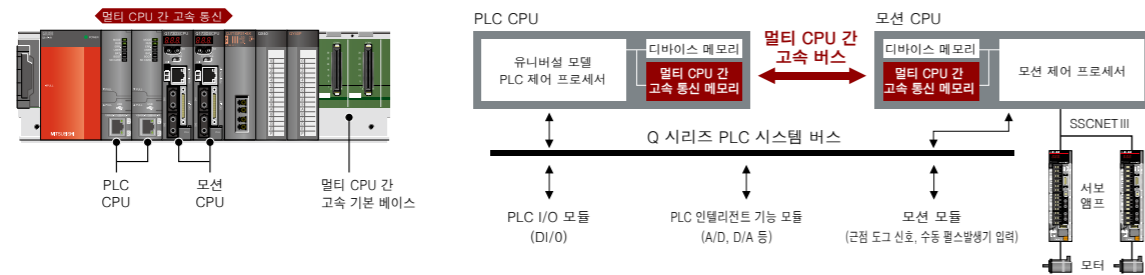 멀티 CPU 간 고속 통신
MITSUBISHI
PLC
CPU
모션
CPU
멀티 CPU 간
고속 기본 베이스
PLC CPU
유니버설 모델
PLC 제어 프로세서
디바이스 메모리
멀티 CPU 간
고속 통신 메모리
멀티 CPU 간
고속 버스
모션 CPU
디바이스 메모리
멀티 CPU 간
고속 통신 메모리
모션 제어 프로세서
SSCNETIII
Q 시리즈 PLC 시스템 버스
PLC I/O 모듈
(DI/0)
PLC 인텔리전트 기능 모듈
(A/D, D/A 등)
모션 모듈
(근점 도그 신호, 수동 펄스발생기 입력)
서보
앰프
모터